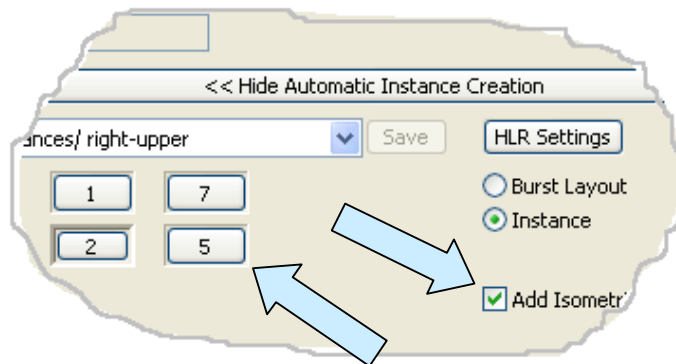 << Hide Automatic Instance Creation
ances/ right-upper Save HLR Settings
1 7 Burst Layout
Instance
2 5
Add Isometri